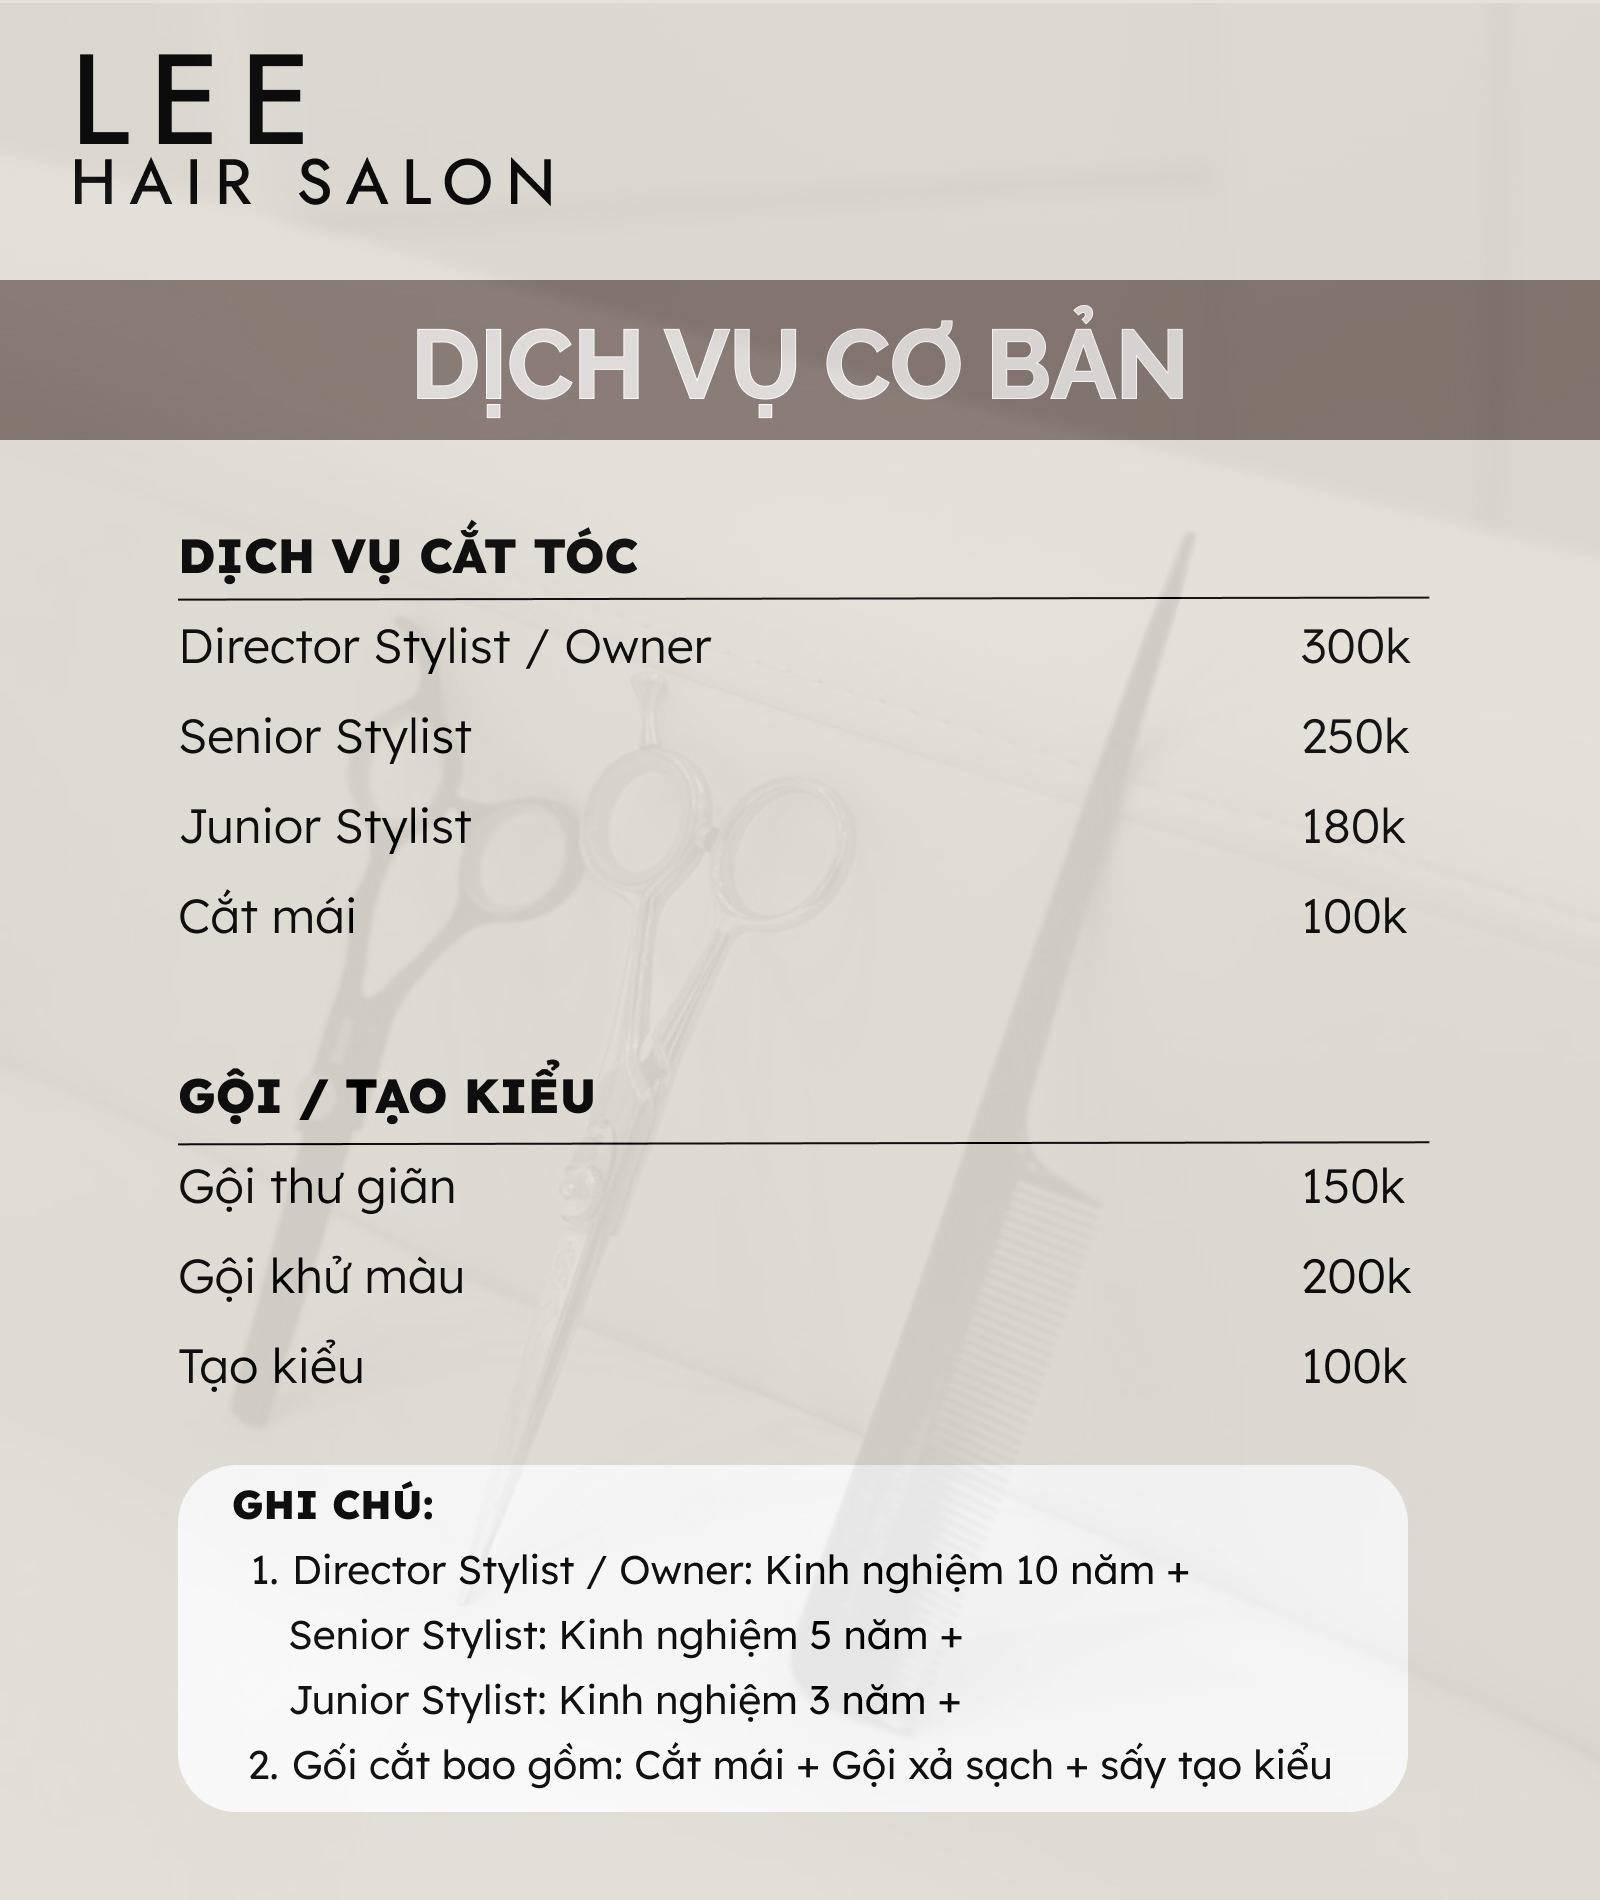 LEE
HAIR SALON
DỊCH VỤ CƠ BẢN
DỊCH VỤ CẮT TÓC
Director Stylist / Owner 300k
Senior Stylist 250k
Junior Stylist 180k
Cắt mái 100k
GỘI / TẠO KIỂU
Gội thư giãn 150k
Gội khử màu 200k
Tạo kiểu 100k
GHI CHÚ:
1. Director Stylist / Owner: Kinh nghiệm 10 năm +
Senior Stylist: Kinh nghiệm 5 năm +
Junior Stylist: Kinh nghiệm 3 năm +
2. Gối cắt bao gồm: Cắt mái + Gội xả sạch + sấy tạo kiểu